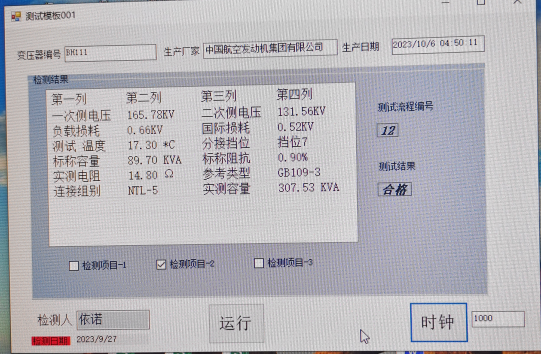 测试模板001
变压器编号 BH111 生产厂家 中国航空发动机集团有限公司 生产日期 2023/10/6 04:50:11
检测结果
第一列 第二列 第三列 第四列
一次侧电压 165.78KV 二次侧电压 131.56KV
负载损耗 0.66KV 国际损耗 0.52KV
测试 温度 17.30 *C 分接挡位 挡位7
标称容量 89.70 KVA 标称阻抗 0.90%
实测电阻 14.80 Ω 参考类型 GB109-3
连接组别 NTL-5 实测容量 307.53 KVA
测试流程编号
12
测试结果
合格
检测项目-1 检测项目-2 检测项目-3
检测人 依诺 运行 时钟 1000
检测日期 2023/9/27